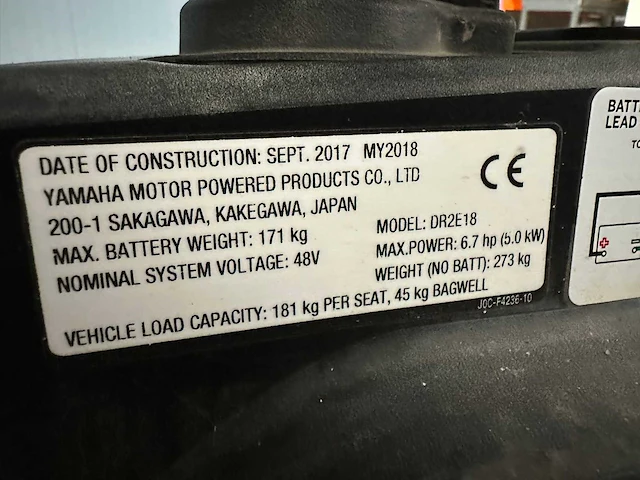 DATE OF CONSTRUCTION: SEPT. 2017 MY2018
YAMAHA MOTOR POWERED PRODUCTS CO., LTD
200-1 SAKAGAWA, KAKEGAWA, JAPAN
MAX. BATTERY WEIGHT: 171 kg
NOMINAL SYSTEM VOLTAGE: 48V
CE
MODEL: DR2E18
MAX.POWER: 6.7 hp (5.0 kW)
WEIGHT (NO BATT): 273 kg
VEHICLE LOAD CAPACITY: 181 kg PER SEAT, 45 kg BAGWELL
J0C-F4236-10
LEAD